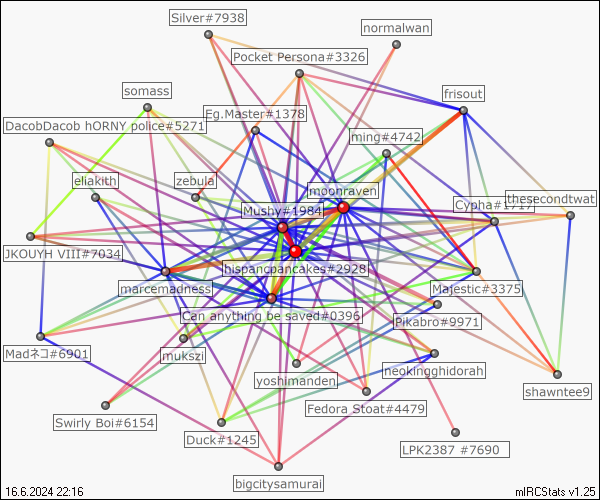 Silver#7938
normalwan
Pocket Persona#3326
somass
frisout
Eg.Master#1378
DacobDacob hORNY police#5271
ming#4742
eliakith
zebula
moonraven
thesecondtwat
Mushy#1984
Cypha#1717
JKOUYH VIII#7034
hispancpancakes#2928
marcemadness
Majestic#3375
Can anything be saved#0396
Pikabro#9971
Madネコ#6901
mukszi
neokingghidorah
yoshimanden
shawntee9
Fedora Stoat#4479
Swirly Boi#6154
Duck#1245
LPK2387 #7690
bigcitysamurai
16.6.2024 22:16
mIRCStats v1.25